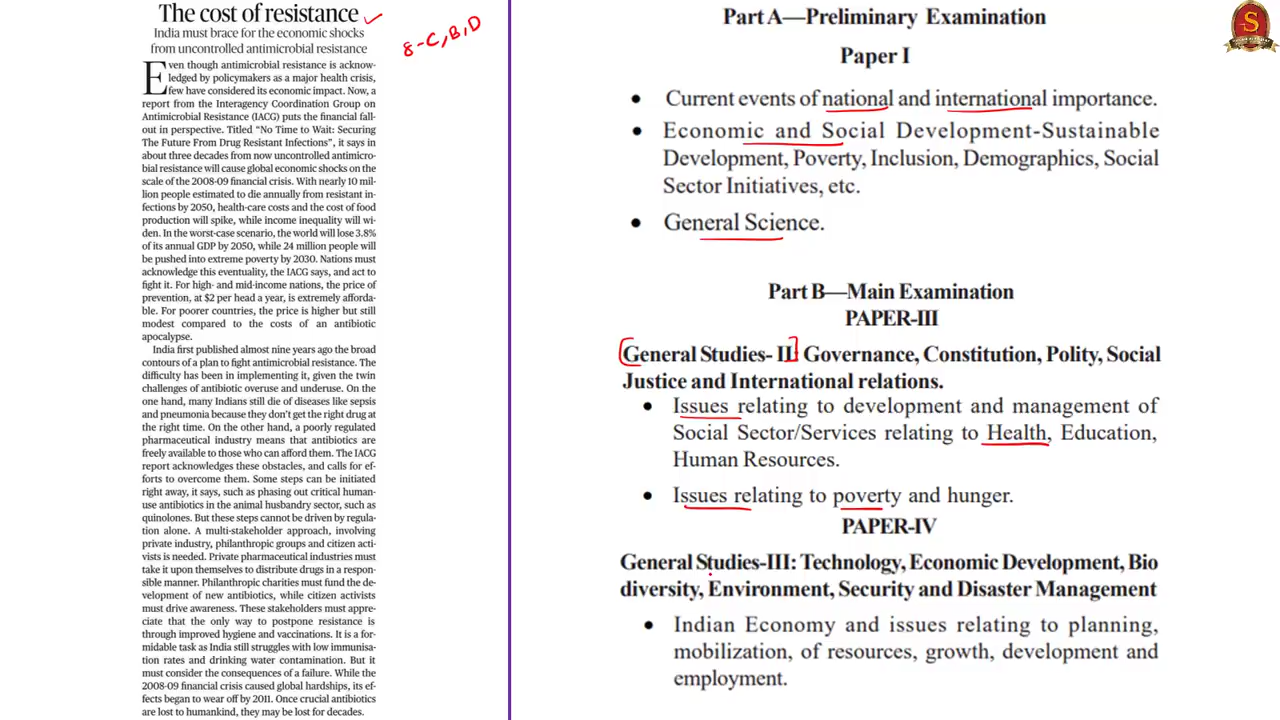 The cost of resistance
India must brace for the economic shocks
from uncontrolled antimicrobial resistance
Even though antimicrobial resistance is acknow-
ledged by policymakers as a major health crisis,
few have considered its economic impact. Now, a
report from the Interagency Coordination Group on
Antimicrobial Resistance (IACG) puts the financial fall-
out in perspective. Titled “No Time to Wait: Securing
The Future From Drug Resistant Infections”, it says in
about three decades from now uncontrolled antimicro-
bial resistance will cause global economic shocks on the
scale of the 2008-09 financial crisis. With nearly 10 mil-
lion people estimated to die annually from resistant in-
fections by 2050, health-care costs and the cost of food
production will spike, while income inequality will wi-
den. In the worst-case scenario, the world will lose 3.8%
of its annual GDP by 2050, while 24 million people will
be pushed into extreme poverty by 2030. Nations must
acknowledge this eventuality, the IACG says, and act to
fight it. For high- and mid-income nations, the price of
prevention, at $2 per head a year, is extremely afforda-
ble. For poorer countries, the price is higher but still
modest compared to the costs of an antibiotic
apocalypse.
India first published almost nine years ago the broad
contours of a plan to fight antimicrobial resistance. The
difficulty has been in implementing it, given the twin
challenges of antibiotic overuse and underuse. On the
one hand, many Indians still die of diseases like sepsis
and pneumonia because they don’t get the right drug at
the right time. On the other hand, a poorly regulated
pharmaceutical industry means that antibiotics are
freely available to those who can afford them. The IACG
report acknowledges these obstacles, and calls for ef-
forts to overcome them. Some steps can be initiated
right away, it says, such as phasing out critical human-
use antibiotics in the animal husbandry sector, such as
quinolones. But these steps cannot be driven by regula-
tion alone. A multi-stakeholder approach, involving
private industry, philanthropic groups and citizen acti-
vists is needed. Private pharmaceutical industries must
take it upon themselves to distribute drugs in a respon-
sible manner. Philanthropic charities must fund the de-
velopment of new antibiotics, while citizen activists
must drive awareness. These stakeholders must appre-
ciate that the only way to postpone resistance is
through improved hygiene and vaccinations. It is a for-
midable task as India still struggles with low immunisa-
tion rates and drinking water contamination. But it
must consider the consequences of a failure. While the
2008-09 financial crisis caused global hardships, its ef-
fects began to wear off by 2011. Once crucial antibiotics
are lost to humankind, they may be lost for decades.
8-C,B,D
Part A—Preliminary Examination
Paper I
• Current events of national and international importance.
• Economic and Social Development-Sustainable
Development, Poverty, Inclusion, Demographics, Social
Sector Initiatives, etc.
• General Science.
Part B—Main Examination
PAPER-III
General Studies- II: Governance, Constitution, Polity, Social
Justice and International relations.
• Issues relating to development and management of
Social Sector/Services relating to Health, Education,
Human Resources.
• Issues relating to poverty and hunger.
PAPER-IV
General Studies-III: Technology, Economic Development, Bio
diversity, Environment, Security and Disaster Management
• Indian Economy and issues relating to planning,
mobilization, of resources, growth, development and
employment.
S